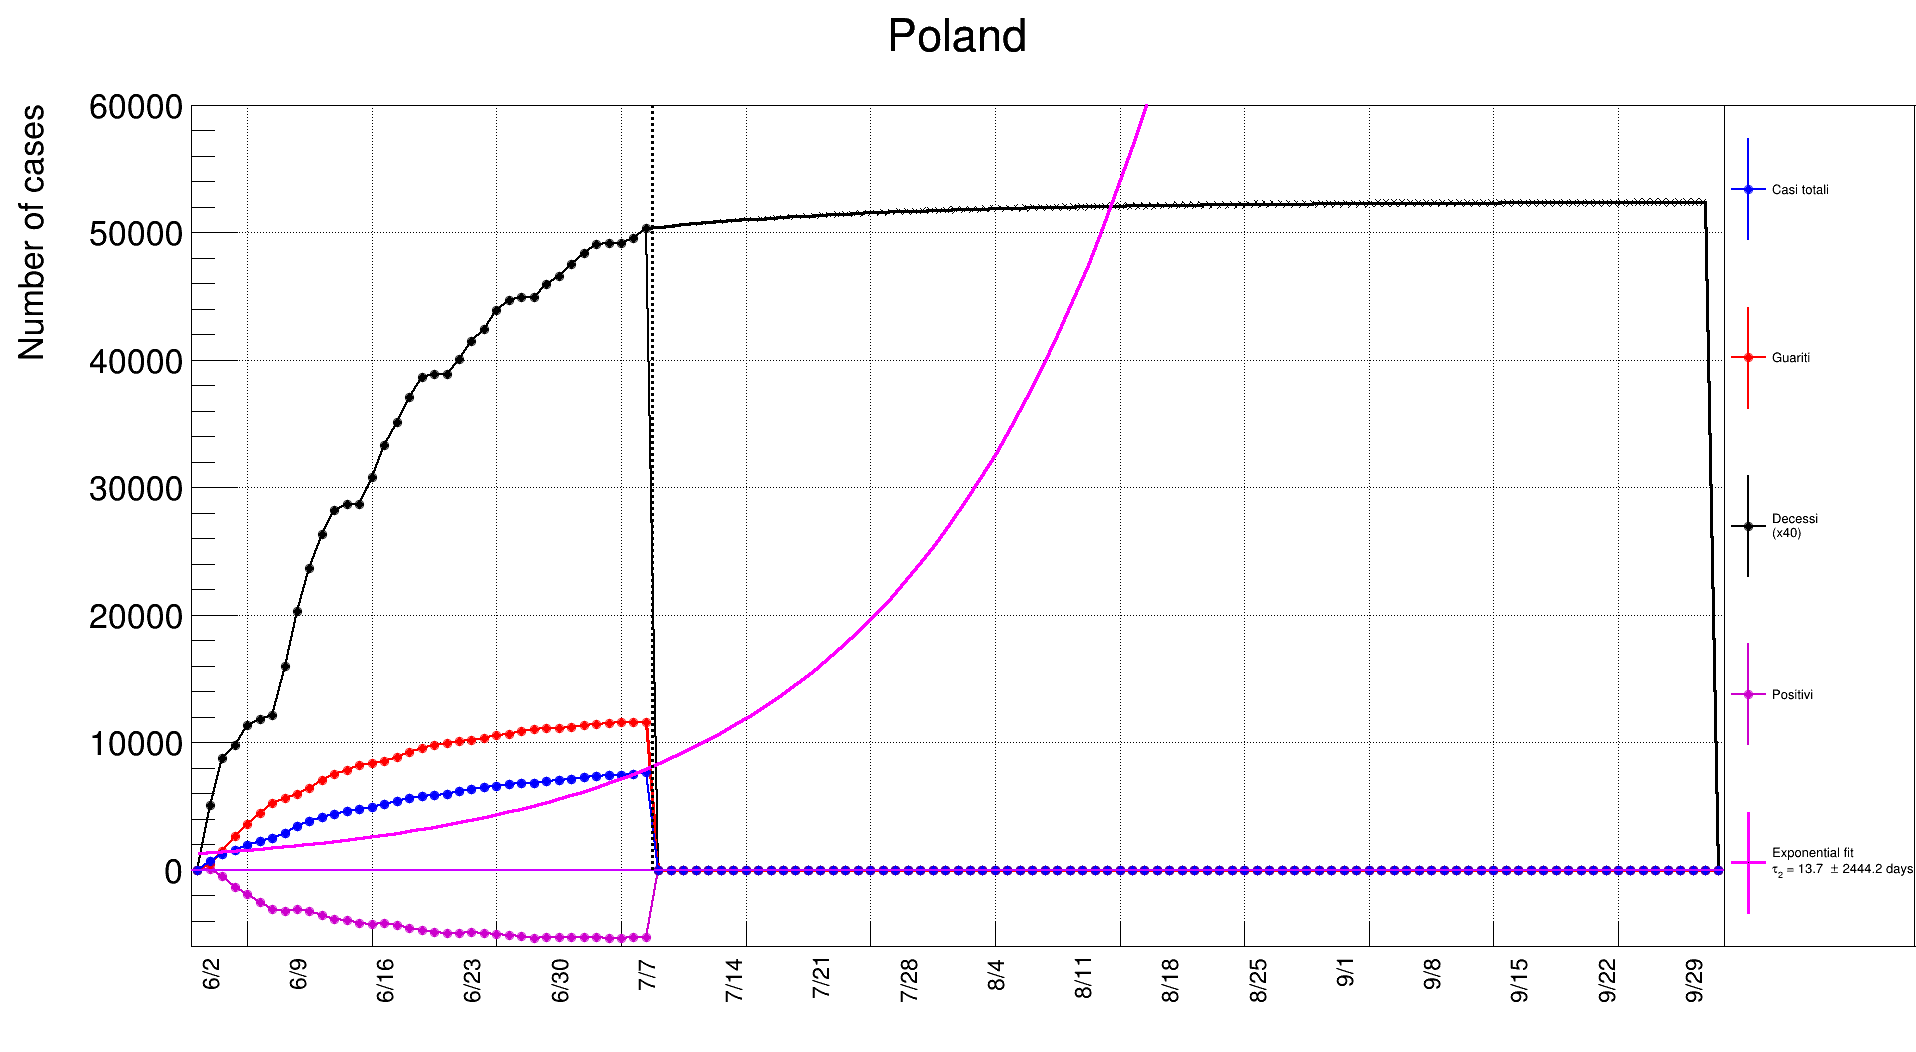 Poland
Number of cases
60000
50000
40000
30000
20000
10000
0
6/2
6/9
6/16
6/23
6/30
7/7
7/14
7/21
7/28
8/4
8/11
8/18
8/25
9/1
9/8
9/15
9/22
9/29
Casi totali
Guariti
Decessi
(x40)
Positivi
Exponential fit
τ2 = 13.7 ± 2444.2 days